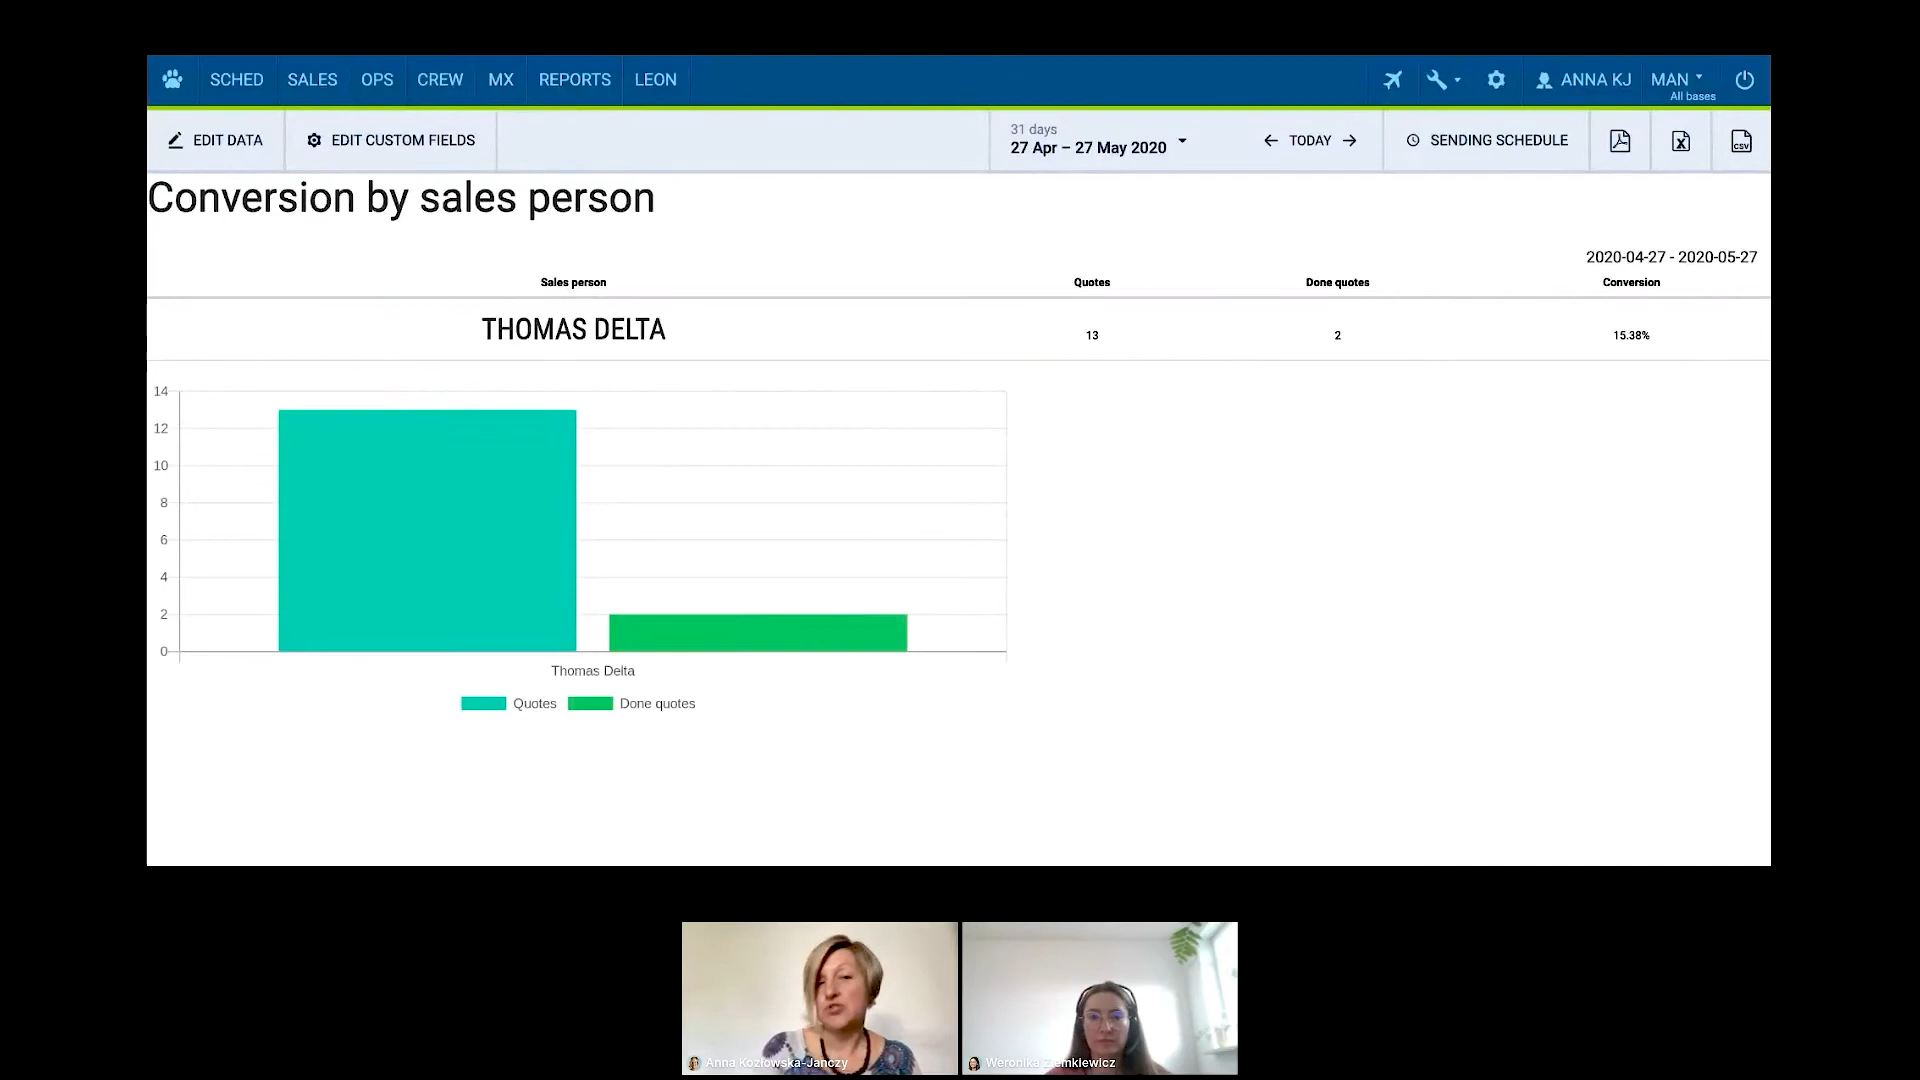 SCHED SALES OPS CREW MX REPORTS LEON ANNA KJ MAN
All bases
EDIT DATA EDIT CUSTOM FIELDS 31 days
27 Apr – 27 May 2020 TODAY SENDING SCHEDULE CSV
Conversion by sales person
2020-04-27 - 2020-05-27
Sales person Quotes Done quotes Conversion
THOMAS DELTA 13 2 15.38%
14
12
10
8
6
4
2
0
Thomas Delta
Quotes Done quotes
Anna Kozłowska-Janczy Weronika Ziemkiewicz